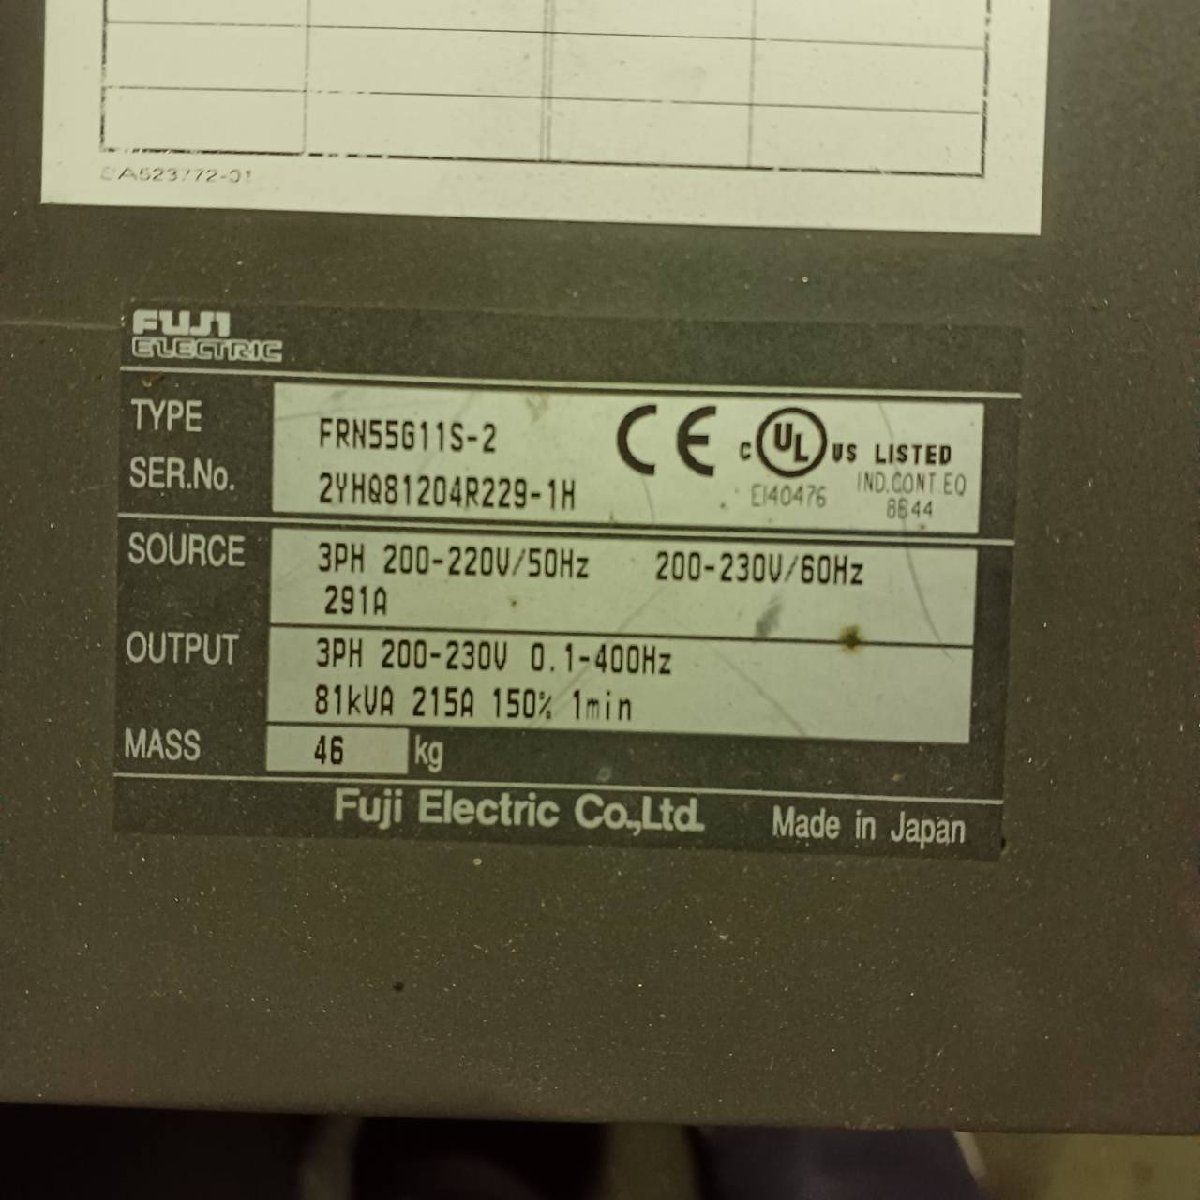 A623772-01
FUJI
ELECTRIC
TYPE FRN55G11S-2
SER.No. 2YHQ81204R229-1H
CE
C UL US LISTED
E140476 IND.CONT.EQ
8B44
SOURCE 3PH 200-220V/50Hz 200-230V/60Hz
291A
OUTPUT 3PH 200-230V 0.1-400Hz
81kVA 215A 150% 1min
MASS 46 kg
Fuji Electric Co.,Ltd. Made in Japan